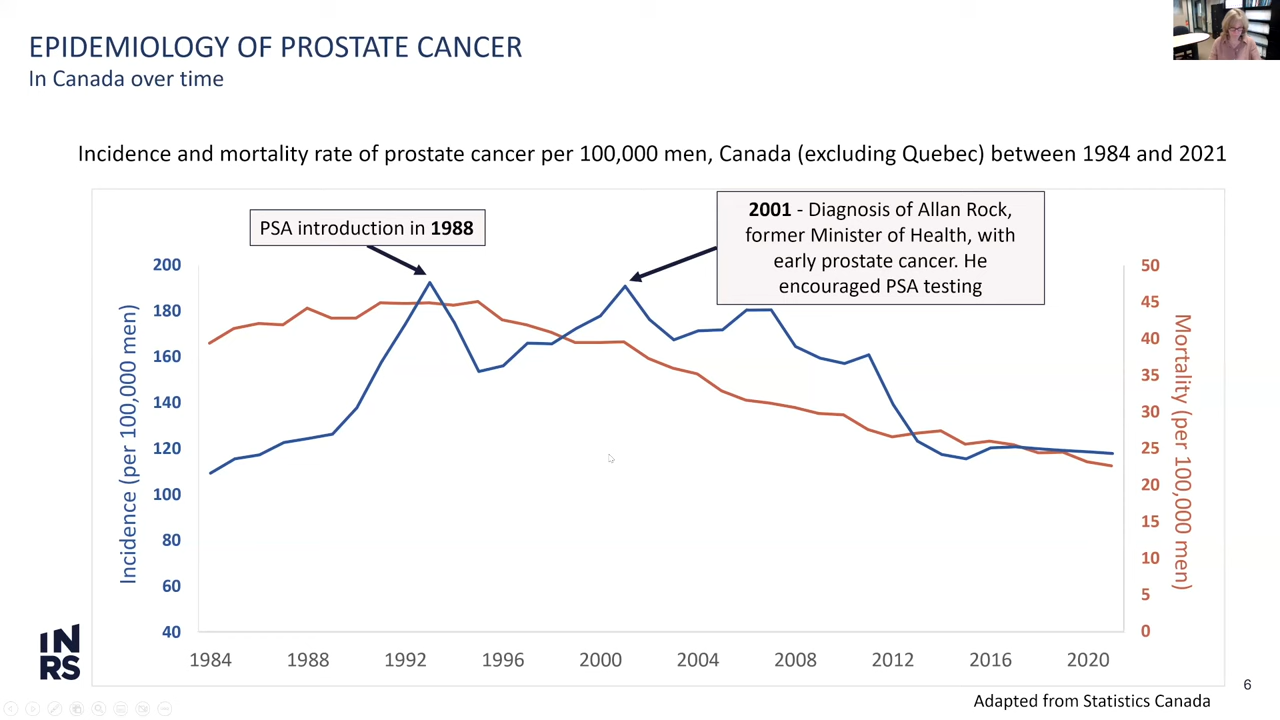 EPIDEMIOLOGY OF PROSTATE CANCER
In Canada over time
Incidence and mortality rate of prostate cancer per 100,000 men, Canada (excluding Quebec) between 1984 and 2021
PSA introduction in 1988
2001 - Diagnosis of Allan Rock,
former Minister of Health, with
early prostate cancer. He
encouraged PSA testing
Incidence (per 100,000 men)
200
180
160
140
120
100
80
60
40
50
45
40
35
30
25
20
15
10
5
0
Mortality (per 100,000 men)
1984 1988 1992 1996 2000 2004 2008 2012 2016 2020
IN
RS
6
Adapted from Statistics Canada